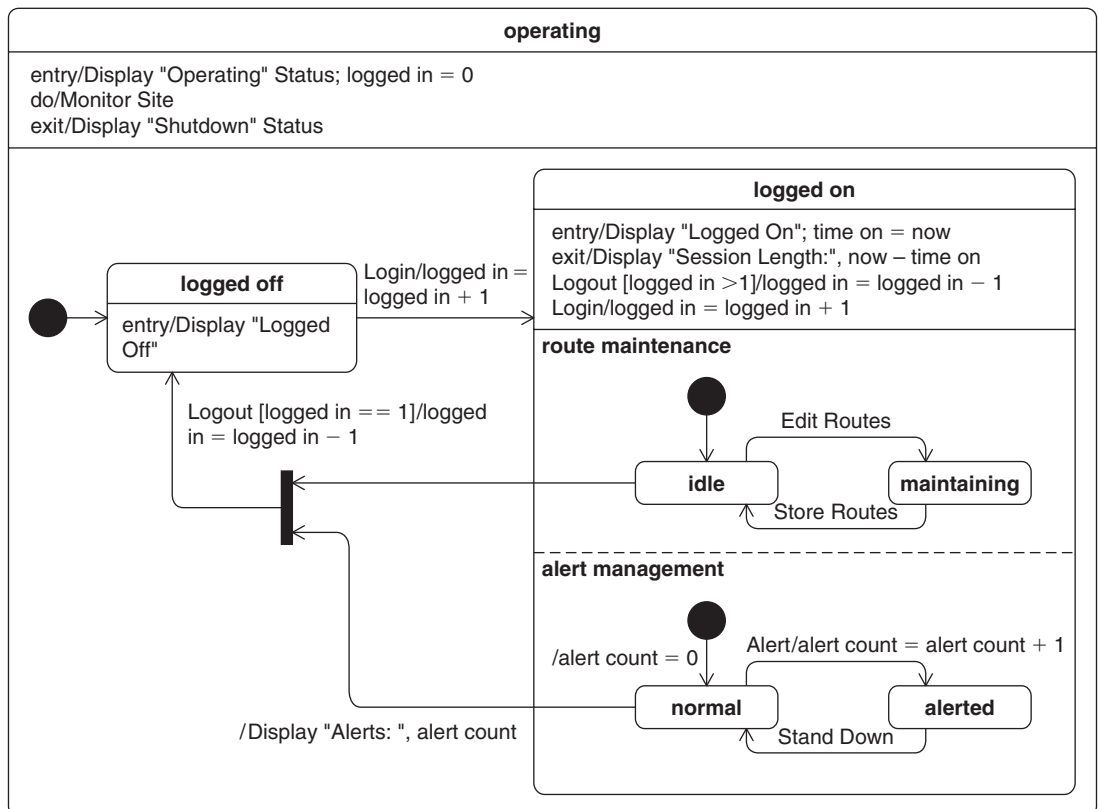 operating
entry/Display "Operating" Status; logged in = 0
do/Monitor Site
exit/Display "Shutdown" Status
logged on
entry/Display "Logged On"; time on = now
exit/Display "Session Length:", now – time on
Logout [logged in >1]/logged in = logged in − 1
Login/logged in = logged in + 1
logged off
entry/Display "Logged
Off"
Login/logged in =
logged in + 1
Logout [logged in == 1]/logged
in = logged in − 1
route maintenance
Edit Routes
idle
maintaining
Store Routes
alert management
/alert count = 0
Alert/alert count = alert count + 1
normal
alerted
Stand Down
/Display "Alerts: ", alert count